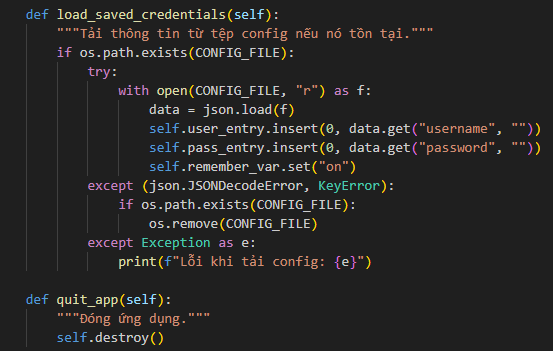 def load_saved_credentials(self):
    """Tải thông tin từ tệp config nếu nó tồn tại."""
    if os.path.exists(CONFIG_FILE):
        try:
            with open(CONFIG_FILE, "r") as f:
                data = json.load(f)
                self.user_entry.insert(0, data.get("username", ""))
                self.pass_entry.insert(0, data.get("password", ""))
                self.remember_var.set("on")
        except (json.JSONDecodeError, KeyError):
            if os.path.exists(CONFIG_FILE):
                os.remove(CONFIG_FILE)
        except Exception as e:
            print(f"Lỗi khi tải config: {e}")

def quit_app(self):
    """Đóng ứng dụng."""
    self.destroy()